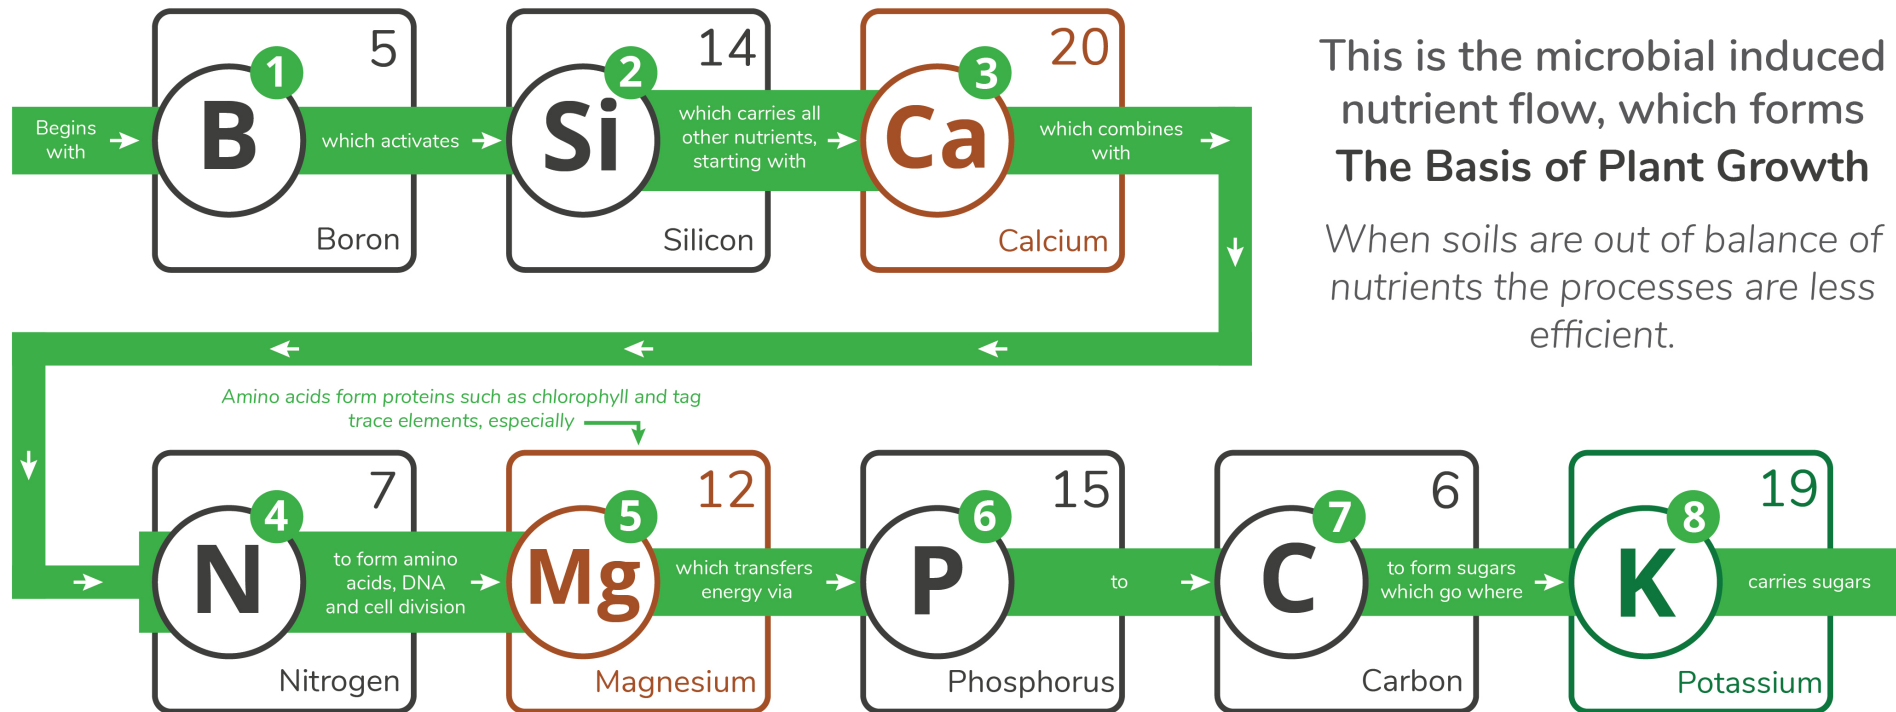 Begins
with
1
5
B
Boron
which activates
2
14
Si
Silicon
which carries all
other nutrients,
starting with
3
20
Ca
Calcium
which combines
with
This is the microbial induced
nutrient flow, which forms
The Basis of Plant Growth
When soils are out of balance of
nutrients the processes are less
efficient.
Amino acids form proteins such as chlorophyll and tag
trace elements, especially
4
7
N
Nitrogen
to form amino
acids, DNA
and cell division
5
12
Mg
Magnesium
which transfers
energy via
6
15
P
Phosphorus
to
7
6
C
Carbon
to form sugars
which go where
8
19
K
Potassium
carries sugars